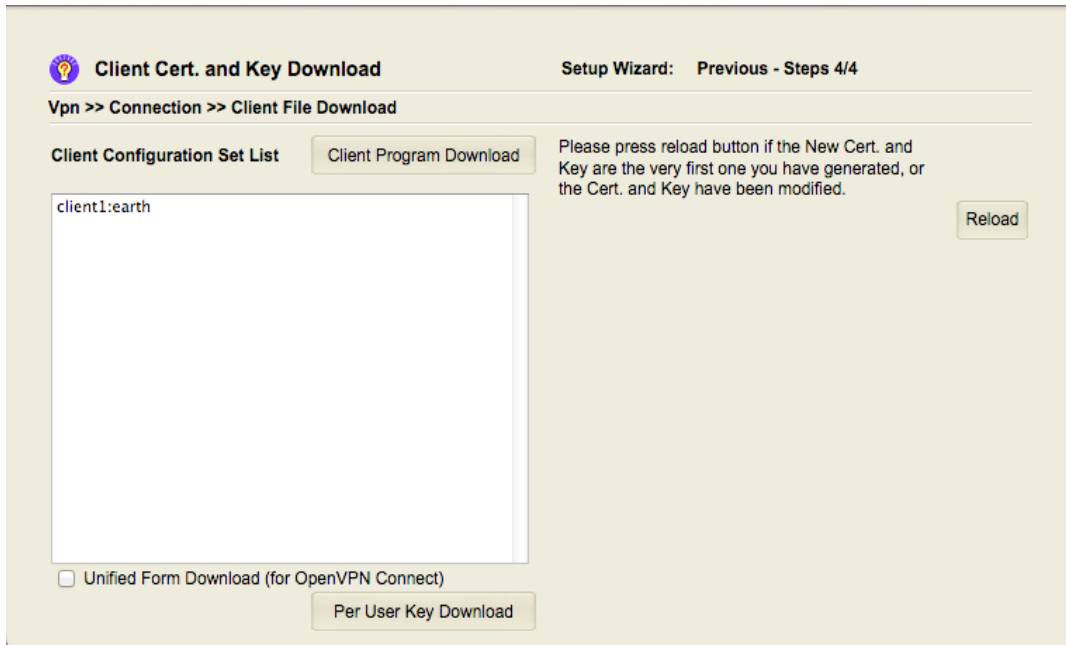 Client Cert. and Key Download
Setup Wizard: Previous - Steps 4/4
Vpn >> Connection >> Client File Download
Client Configuration Set List
Client Program Download
Please press reload button if the New Cert. and
Key are the very first one you have generated, or
the Cert. and Key have been modified.
Reload
client1:earth
Unified Form Download (for OpenVPN Connect)
Per User Key Download